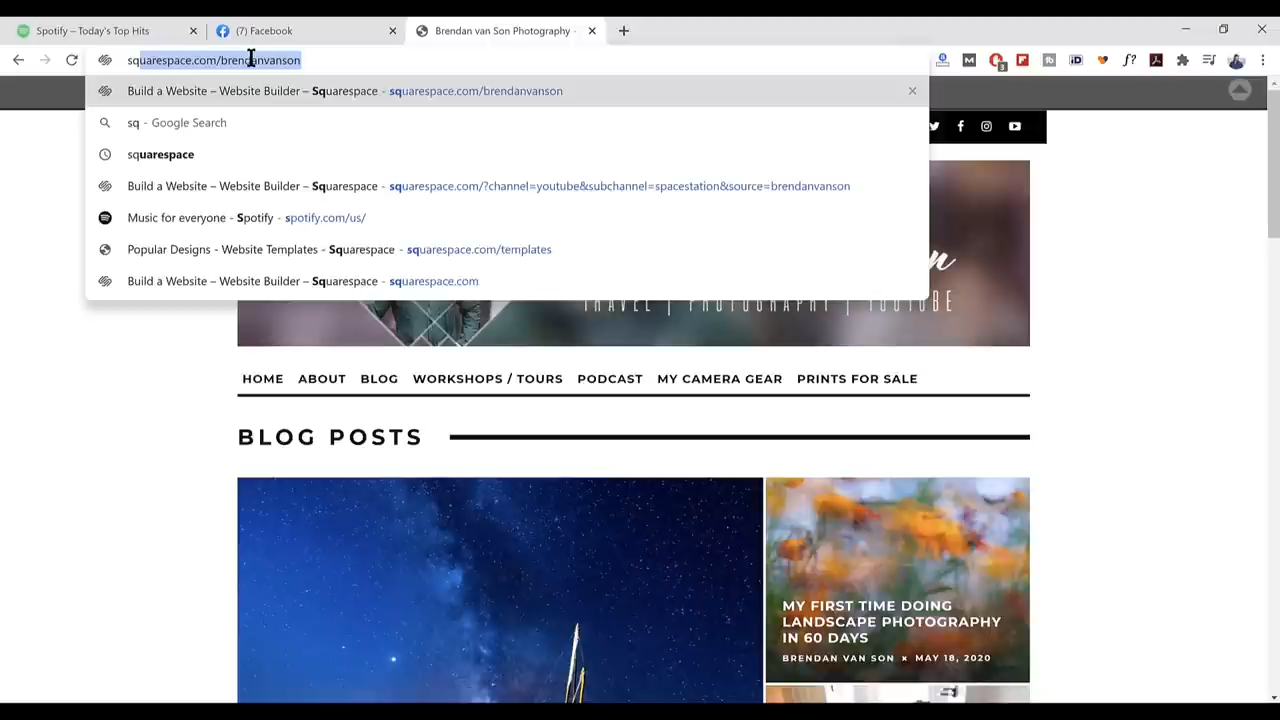 Spotify – Today's Top Hits
(7) Facebook
Brendan van Son Photography -
squarespace.com/brendanvanson
3
Build a Website – Website Builder – Squarespace - squarespace.com/brendanvanson
sq - Google Search
squarespace
Build a Website – Website Builder – Squarespace - squarespace.com/?channel=youtube&subchannel=spacestation&source=brendanvanson
Music for everyone - Spotify - spotify.com/us/
Popular Designs - Website Templates - Squarespace - squarespace.com/templates
Build a Website – Website Builder – Squarespace - squarespace.com
TRAVEL | PHOTOGRAPHY | YOUTUBE
HOME ABOUT BLOG WORKSHOPS / TOURS PODCAST MY CAMERA GEAR PRINTS FOR SALE
BLOG POSTS
MY FIRST TIME DOING
LANDSCAPE PHOTOGRAPHY
IN 60 DAYS
BRENDAN VAN SON × MAY 18, 2020